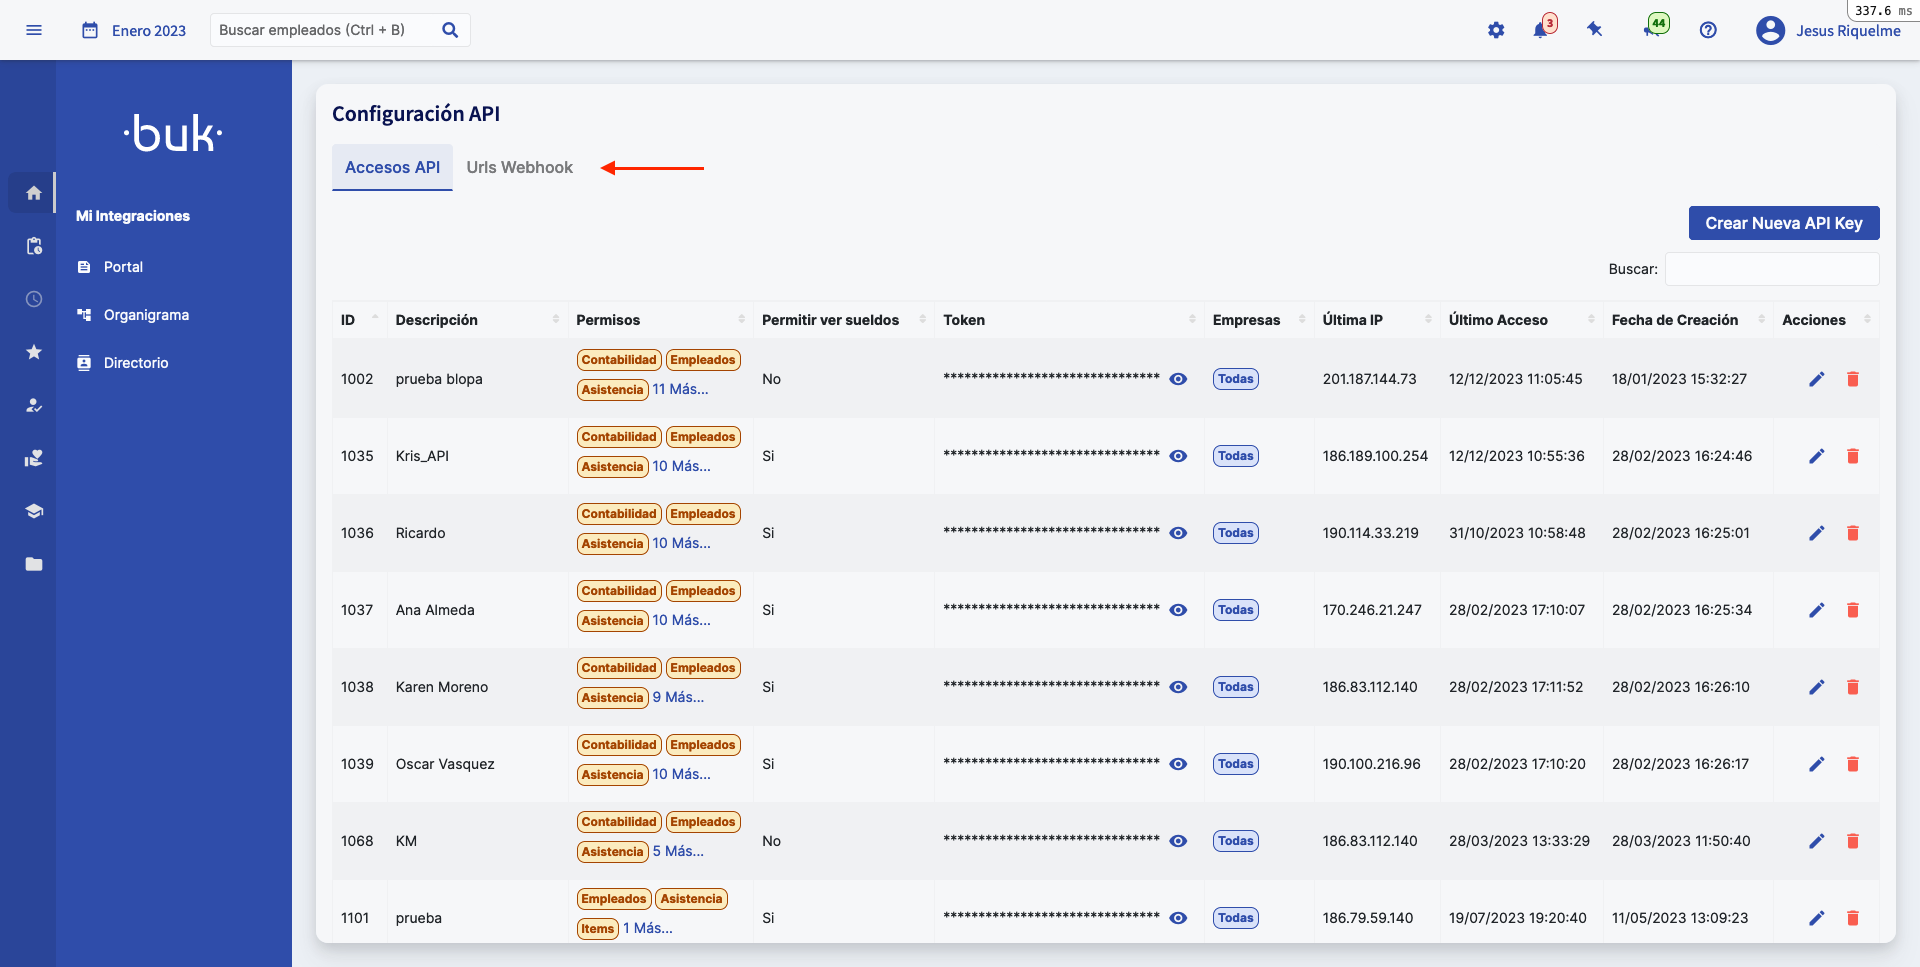 337.6 ms
Enero 2023
Buscar empleados (Ctrl + B)
3
44
Jesus Riquelme
·buk·
Mi Integraciones
Portal
Organigrama
Directorio
Configuración API
Accesos API Urls Webhook
Crear Nueva API Key
Buscar:
ID Descripción Permisos Permitir ver sueldos Token Empresas Última IP Último Acceso Fecha de Creación Acciones
Contabilidad Empleados
1002 prueba blopa No ******************************* Todas 201.187.144.73 12/12/2023 11:05:45 18/01/2023 15:32:27
Asistencia 11 Más...
Contabilidad Empleados
1035 Kris_API Si ******************************* Todas 186.189.100.254 12/12/2023 10:55:36 28/02/2023 16:24:46
Asistencia 10 Más...
Contabilidad Empleados
1036 Ricardo Si ******************************* Todas 190.114.33.219 31/10/2023 10:58:48 28/02/2023 16:25:01
Asistencia 10 Más...
Contabilidad Empleados
1037 Ana Almeda Si ******************************* Todas 170.246.21.247 28/02/2023 17:10:07 28/02/2023 16:25:34
Asistencia 10 Más...
Contabilidad Empleados
1038 Karen Moreno Si ******************************* Todas 186.83.112.140 28/02/2023 17:11:52 28/02/2023 16:26:10
Asistencia 9 Más...
Contabilidad Empleados
1039 Oscar Vasquez Si ******************************* Todas 190.100.216.96 28/02/2023 17:10:20 28/02/2023 16:26:17
Asistencia 10 Más...
Contabilidad Empleados
1068 KM No ******************************* Todas 186.83.112.140 28/03/2023 13:33:29 28/03/2023 11:50:40
Asistencia 5 Más...
Empleados Asistencia
1101 prueba Si ******************************* Todas 186.79.59.140 19/07/2023 19:20:40 11/05/2023 13:09:23
Items 1 Más...